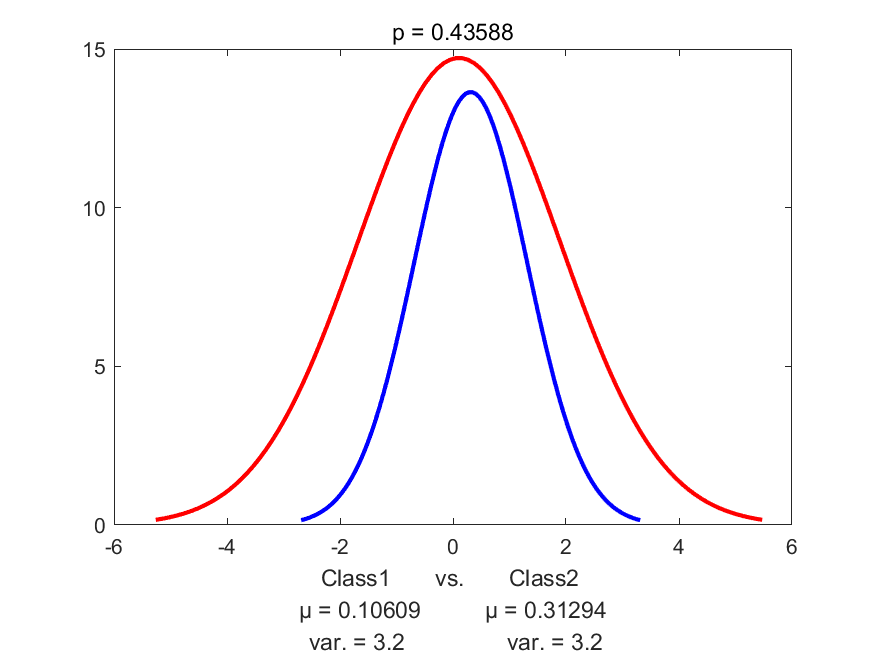 p = 0.43588
15
10
5
0
-6 -4 -2 0 2 4 6
Class1 vs. Class2
μ = 0.10609 μ = 0.31294
var. = 3.2 var. = 3.2